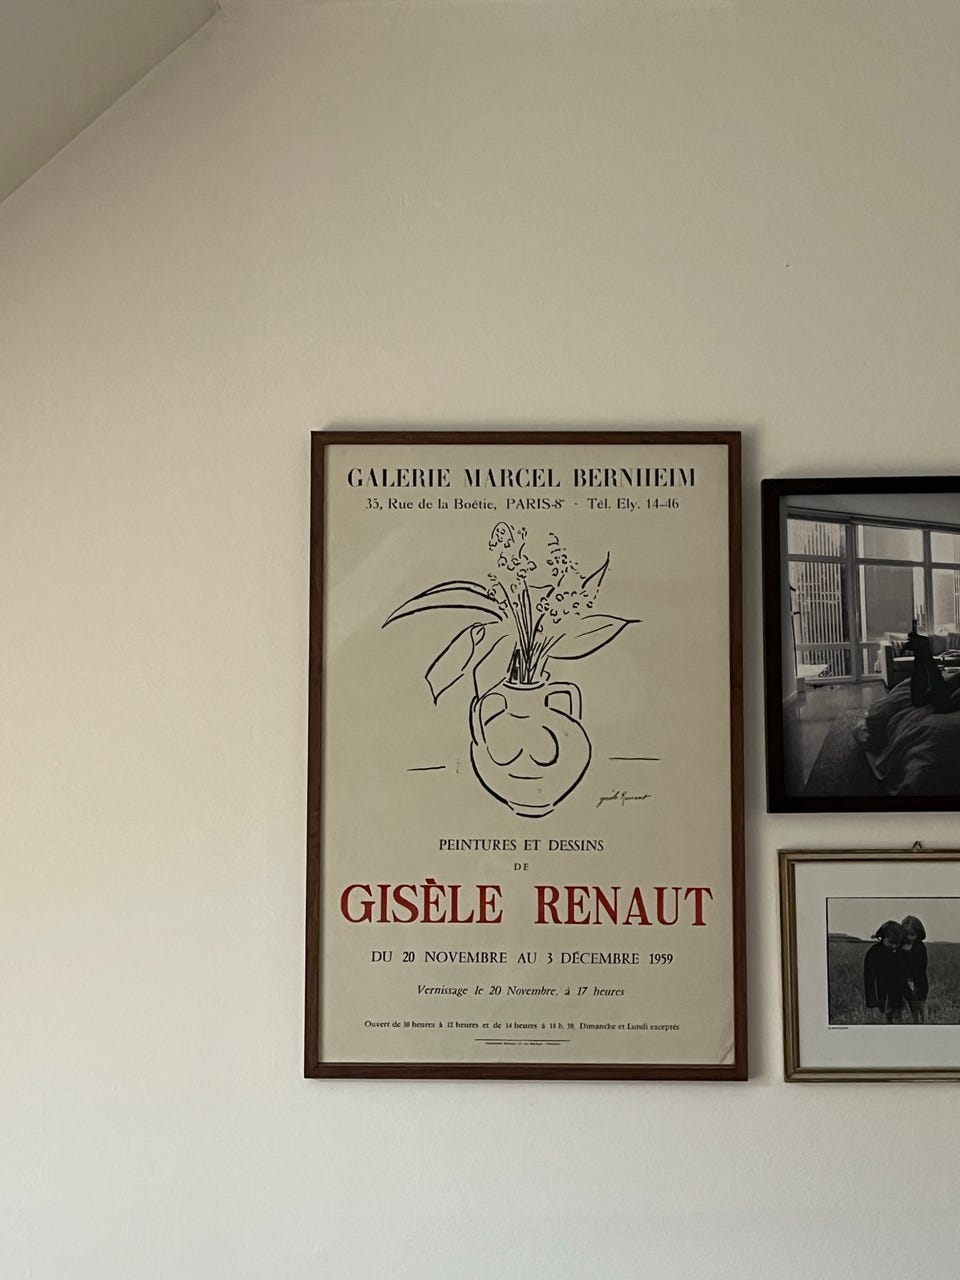 GALERIE MARCEL BERNHEIM
35, Rue de la Boétie, PARIS-8e - Tél. Ely. 14-46
gisèle Renaut
PEINTURES ET DESSINS
DE
GISÈLE RENAUT
DU 20 NOVEMBRE AU 3 DÉCEMBRE 1959
Vernissage le 20 Novembre, à 17 heures
Ouvert de 10 heures à 12 heures et de 14 heures à 18 h. 30, Dimanche et Lundi exceptés